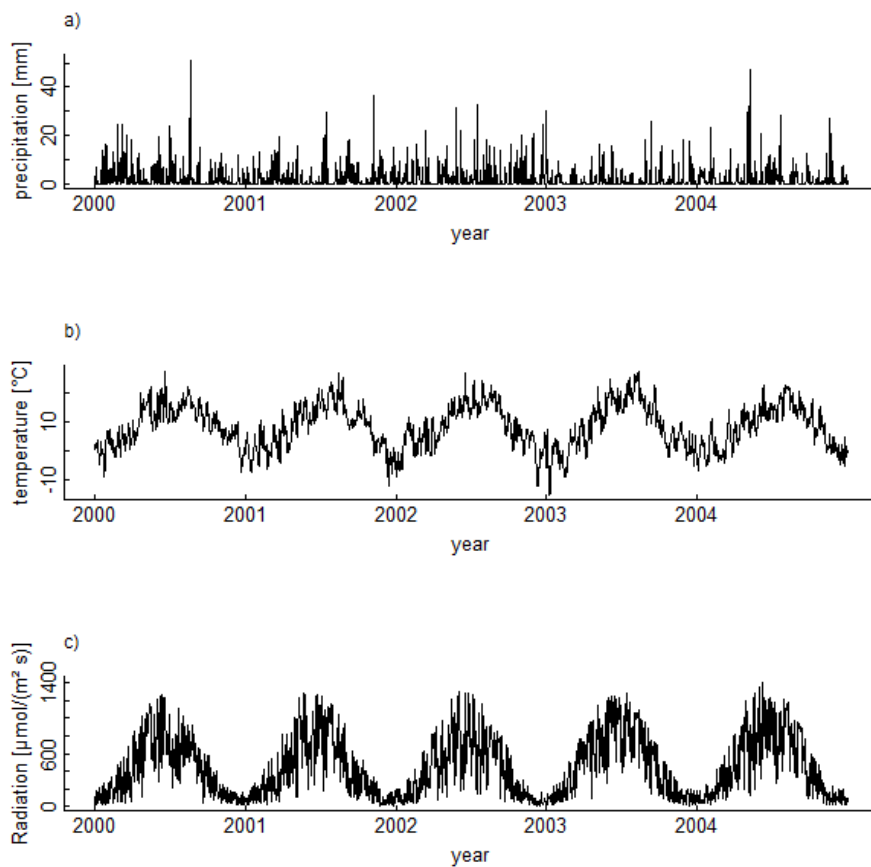 a)
precipitation [mm]
40
20
0
2000 2001 2002 2003 2004
year
b)
temperature [°C]
10
-10
2000 2001 2002 2003 2004
year
c)
Radiation [µmol/(m² s)]
1400
600
0
2000 2001 2002 2003 2004
year